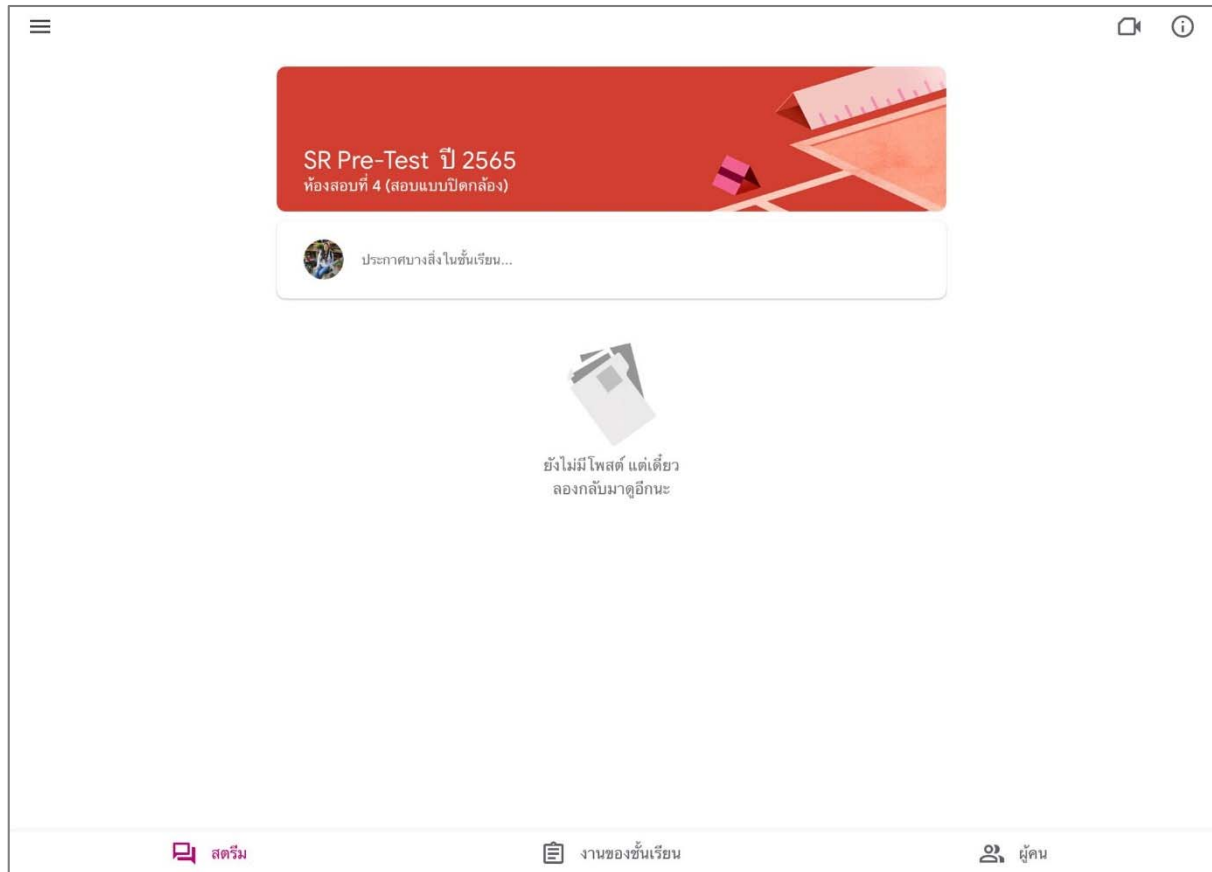 SR Pre-Test ปี 2565
ห้องสอบที่ 4 (สอบแบบปิดกล้อง)
ประกาศบางสิ่งในชั้นเรียน...
ยังไม่มีโพสต์ แต่เดี๋ยว
ลองกลับมาดูอีกนะ
สตรีม
งานของชั้นเรียน
ผู้คน